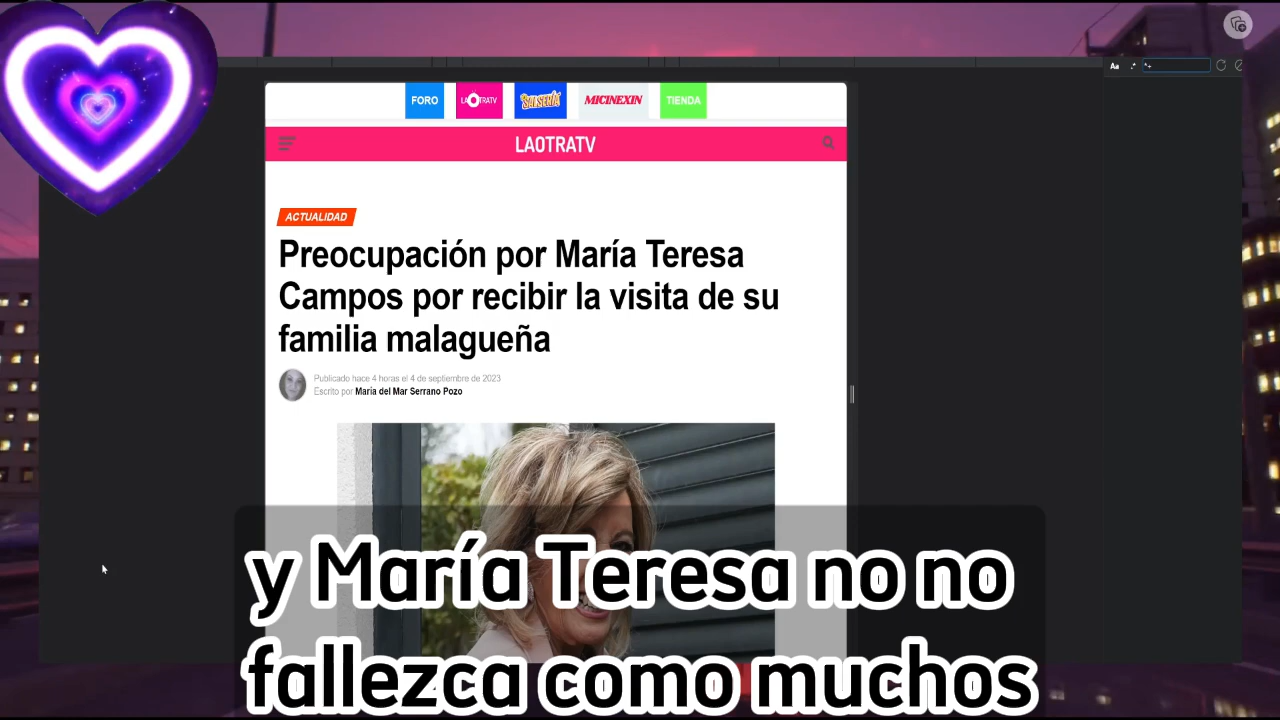 Aa
FORO
LAOTRATV
SALSERÍA
MICINEXIN
TIENDA
LAOTRATV
ACTUALIDAD
Preocupación por María Teresa
Campos por recibir la visita de su
familia malagueña
Publicado hace 4 horas el 4 de septiembre de 2023
Escrito por María del Mar Serrano Pozo
y María Teresa no no
fallezca como muchos